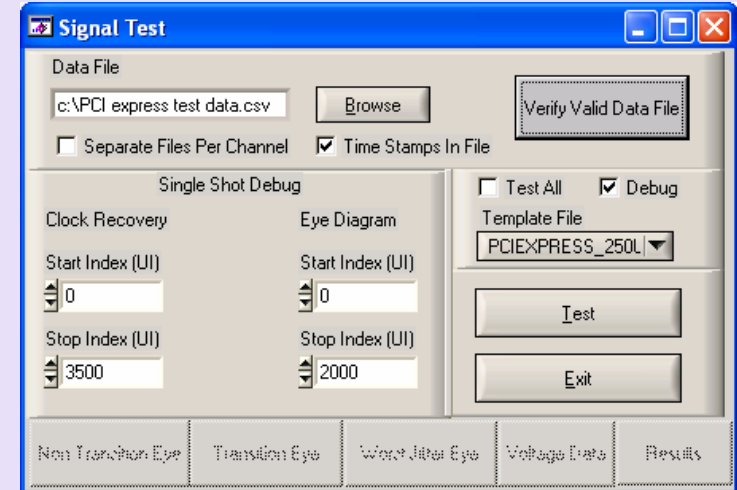 Signal Test
Data File
c:\PCI express test data.csv
Browse
Verify Valid Data File
Separate Files Per Channel
Time Stamps In File
Single Shot Debug
Test All
Debug
Clock Recovery
Eye Diagram
Template File
PCIEXPRESS_250U
Start Index (UI)
Start Index (UI)
0
0
Test
Stop Index (UI)
Stop Index (UI)
3500
2000
Exit
Non Transition Eye
Transition Eye
Worst Jitter Eye
Voltage Data
Results